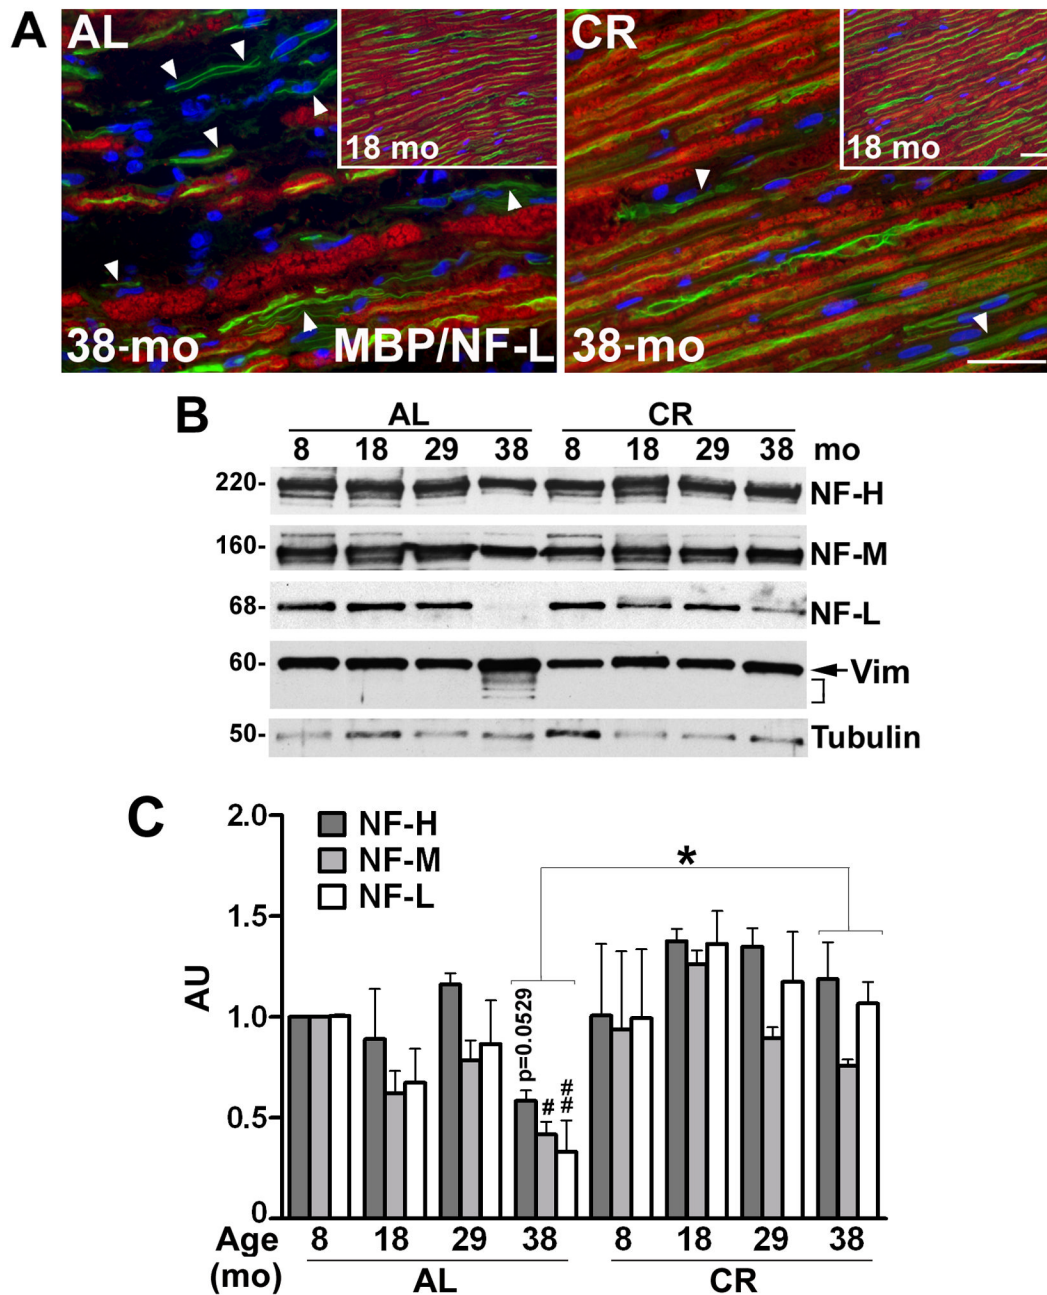 A
AL
18 mo
38-mo
MBP/NF-L
CR
18 mo
38-mo
B
AL CR
8 18 29 38 8 18 29 38 mo
220- NF-H
160- NF-M
68- NF-L
60- Vim
50- Tubulin
C
2.0
1.5
1.0
0.5
0
AU
NF-H
NF-M
NF-L
*
p=0.0529
#
##
Age 8 18 29 38 8 18 29 38
(mo) AL CR